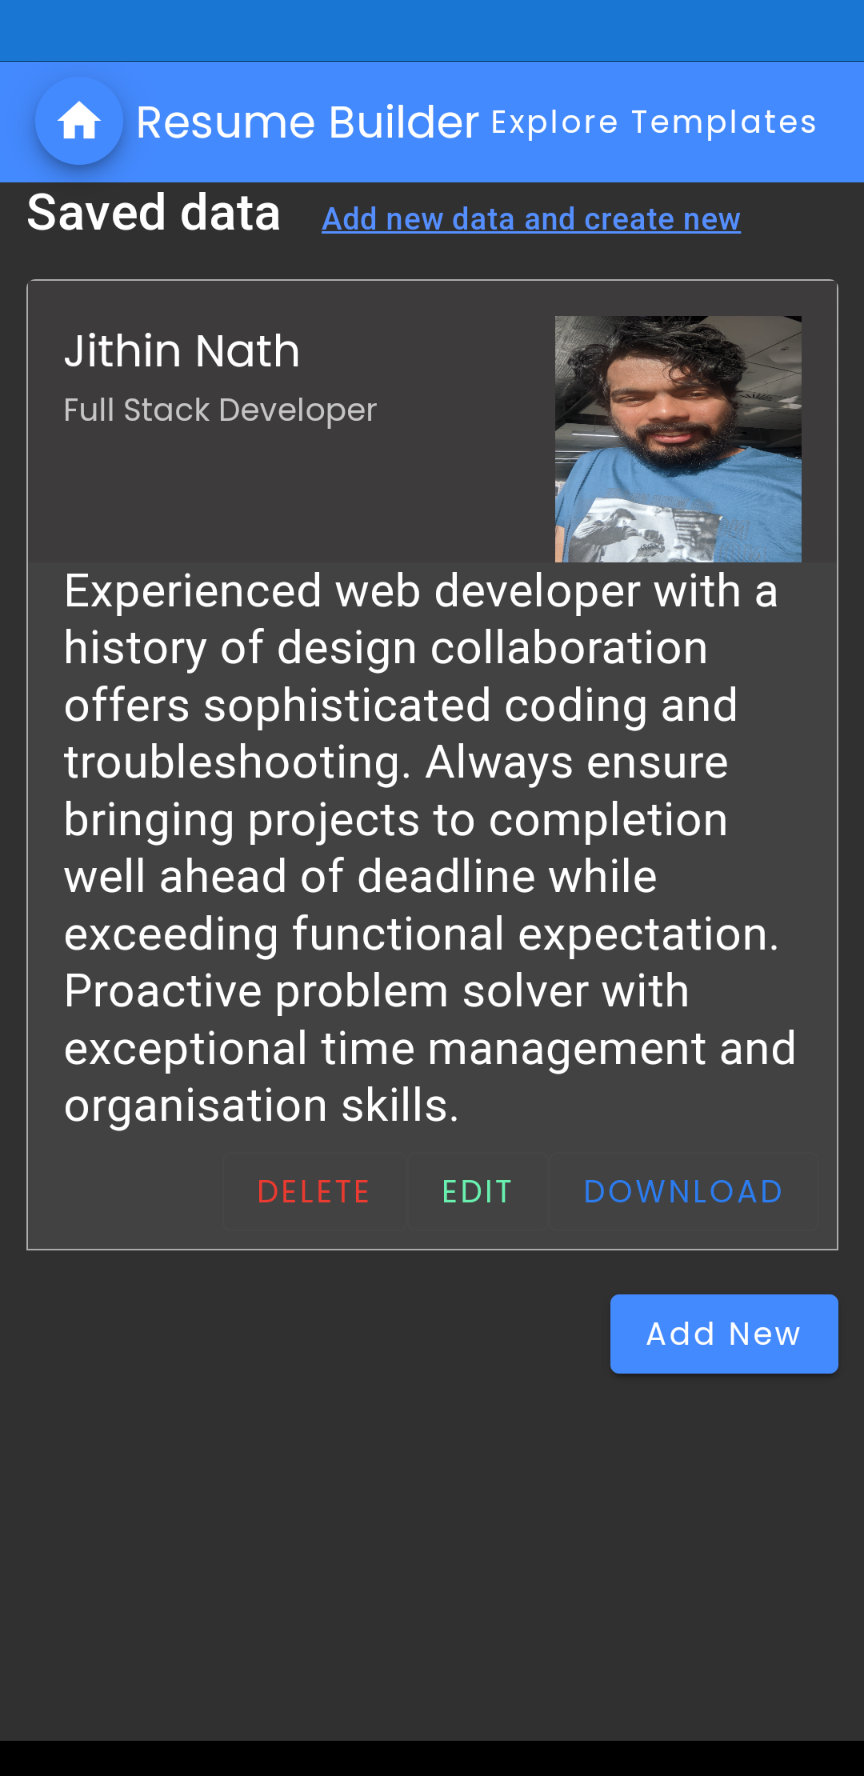 Resume Builder Explore Templates
Saved data Add new data and create new
Jithin Nath
Full Stack Developer
Experienced web developer with a
history of design collaboration
offers sophisticated coding and
troubleshooting. Always ensure
bringing projects to completion
well ahead of deadline while
exceeding functional expectation.
Proactive problem solver with
exceptional time management and
organisation skills.
DELETE EDIT DOWNLOAD
Add New